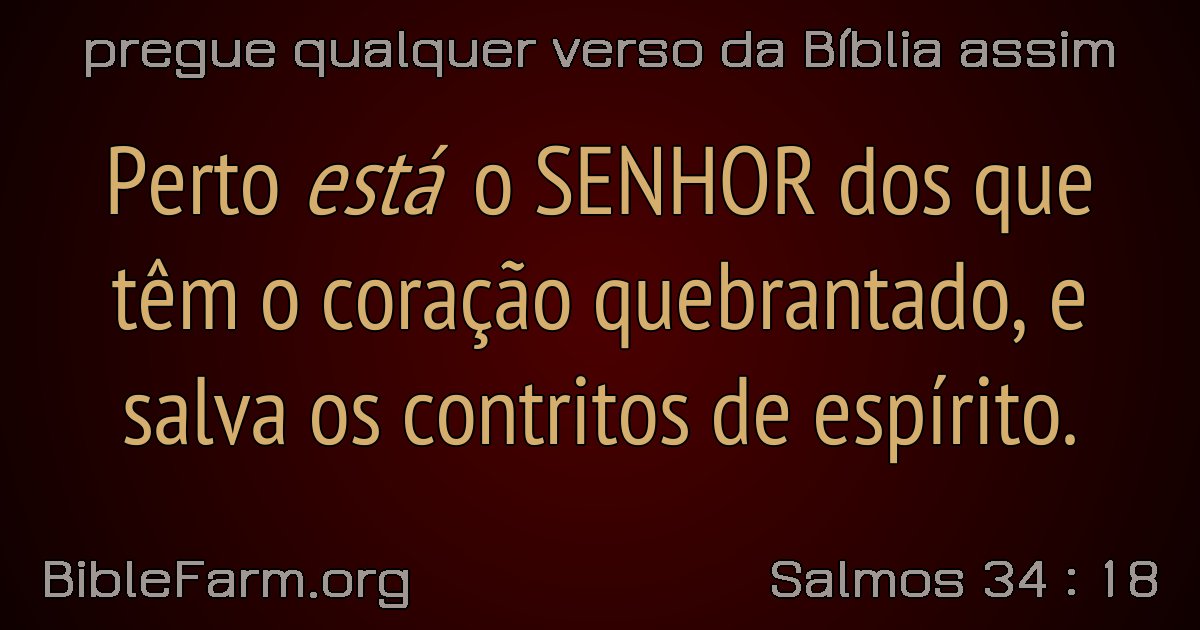 pregue qualquer verso da Bíblia assim
Perto está o SENHOR dos que
têm o coração quebrantado, e
salva os contritos de espírito.
BibleFarm.org
Salmos 34 : 18